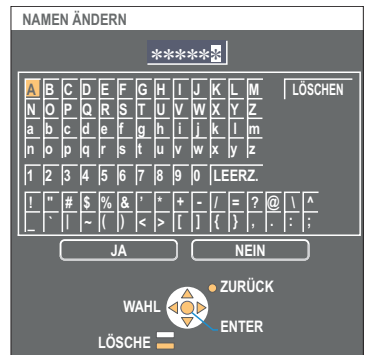 NAMEN ÄNDERN
******
A B C D E F G H I J K L M LÖSCHEN
N O P Q R S T U V W X Y Z
a b c d e f g h i j k l m
n o p q r s t u v w x y z
1 2 3 4 5 6 7 8 9 0 LEERZ.
! " # $ % & ' * + - / = ? @ \ ^
_ ` | ~ ( ) < > [ ] { } , . : ;
JA NEIN
ZURÜCK
WAHL
ENTER
LÖSCHE